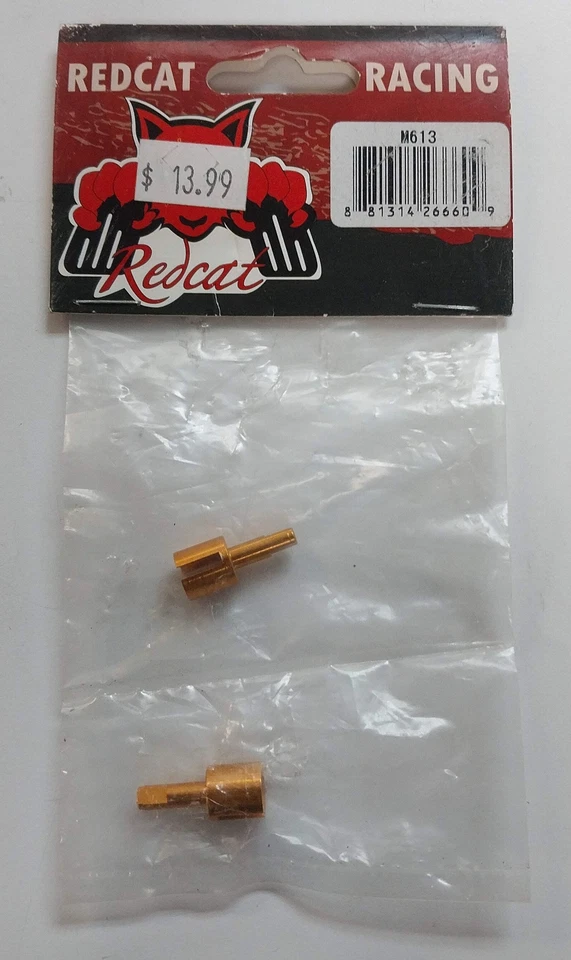 REDCAT RACING
M613
$ 13.99
8 81314 26660 9
Redcat